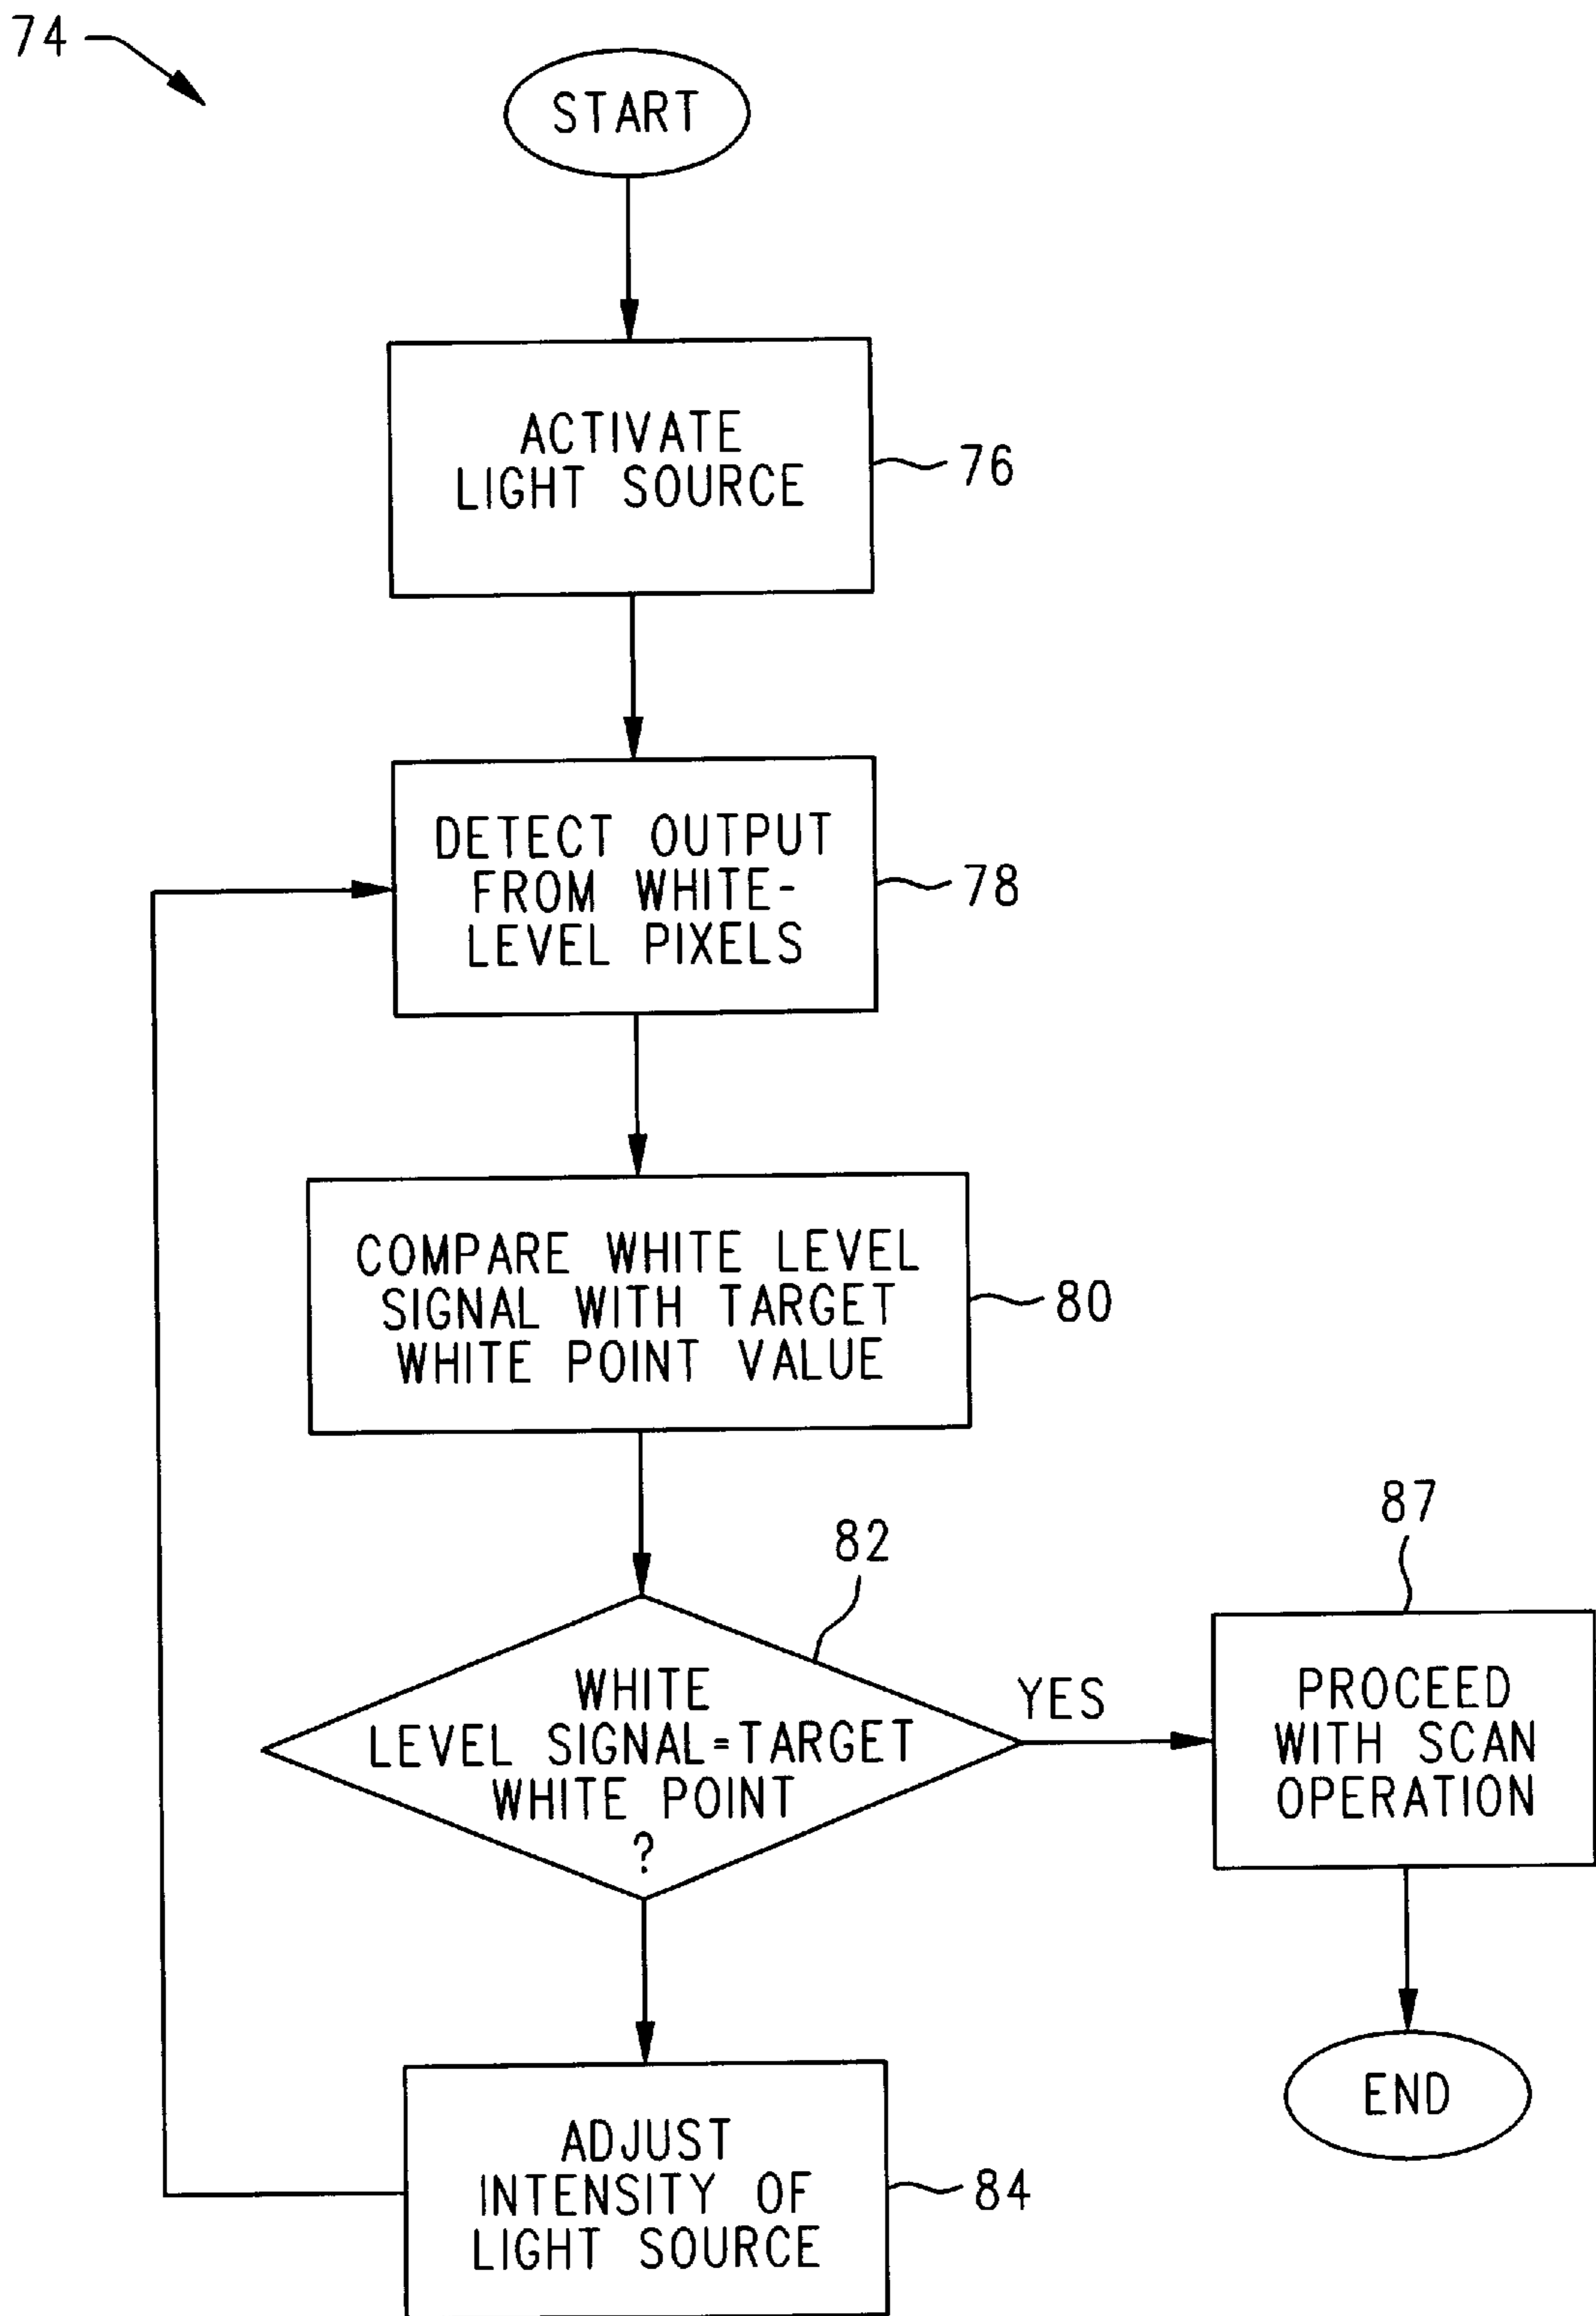 74
START
ACTIVATE
LIGHT SOURCE
76
DETECT OUTPUT
FROM WHITE-
LEVEL PIXELS
78
COMPARE WHITE LEVEL
SIGNAL WITH TARGET
WHITE POINT VALUE
80
82
WHITE
LEVEL SIGNAL=TARGET
WHITE POINT
?
YES
87
PROCEED
WITH SCAN
OPERATION
END
ADJUST
INTENSITY OF
LIGHT SOURCE
84